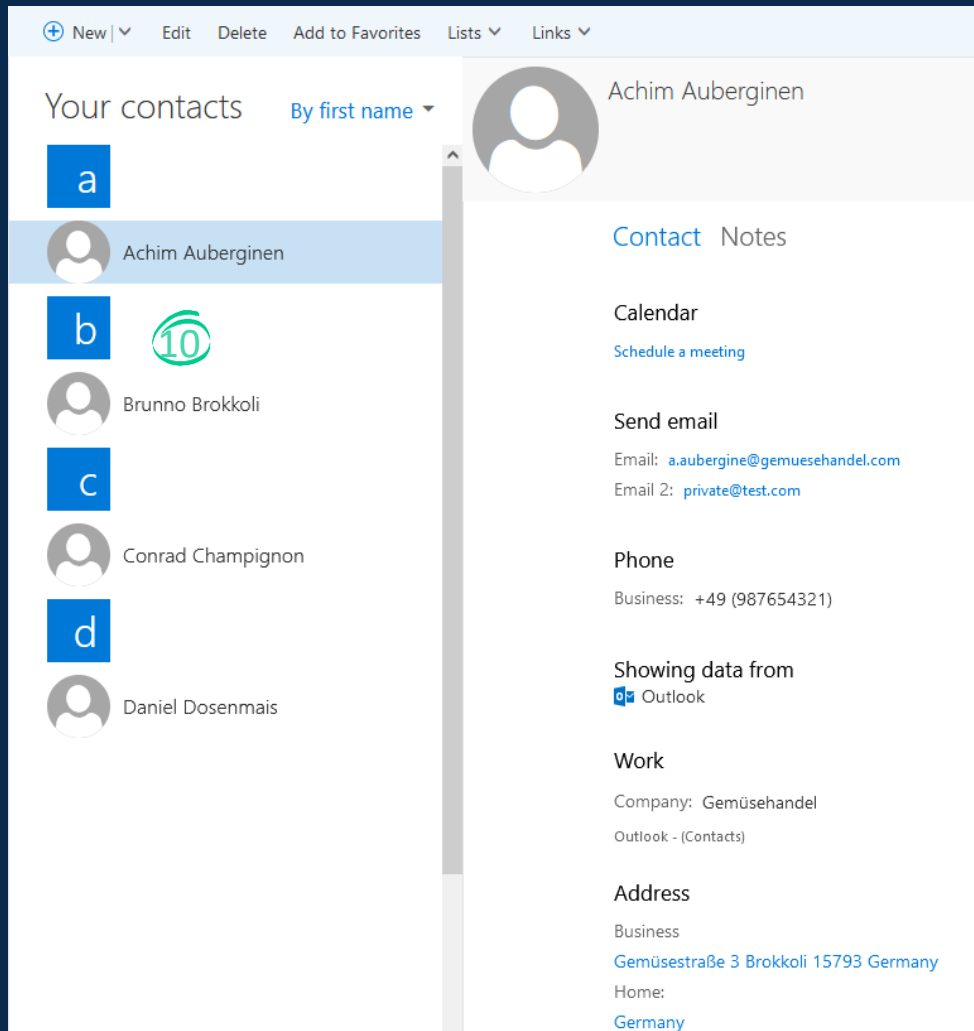 New Edit Delete Add to Favorites Lists Links
Your contacts By first name
a
Achim Auberginen
b
10
Brunno Brokkoli
c
Conrad Champignon
d
Daniel Dosenmais
Achim Auberginen
Contact Notes
Calendar
Schedule a meeting
Send email
Email: a.aubergine@gemuesehandel.com
Email 2: private@test.com
Phone
Business: +49 (987654321)
Showing data from
Outlook
Work
Company: Gemüsehandel
Outlook - (Contacts)
Address
Business
Gemüsestraße 3 Brokkoli 15793 Germany
Home:
Germany